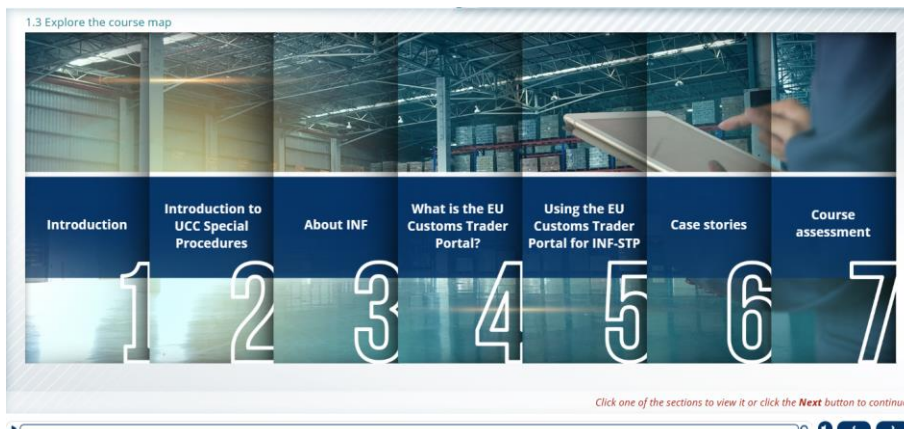 1.3 Explore the course map
Introduction
Introduction to
UCC Special
Procedures
About INF
What is the EU
Customs Trader
Portal?
Using the EU
Customs Trader
Portal for INF-STP
Case stories
Course
assessment
1
2
3
4
5
6
7
Click one of the sections to view it or click the Next button to continue